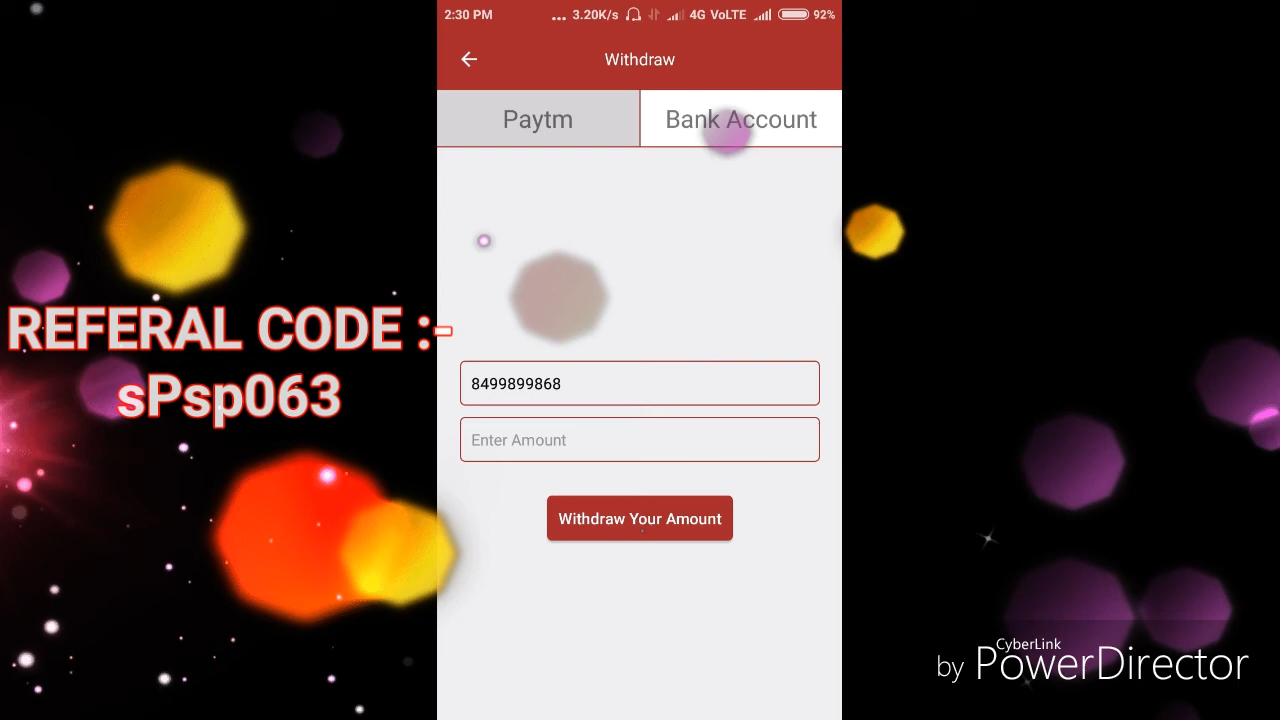 2:30 PM ... 3.20K/s 4G VoLTE 92%
Withdraw
Paytm Bank Account
REFERAL CODE :-
sPsp063
8499899868
Enter Amount
Withdraw Your Amount
CyberLink
by PowerDirector